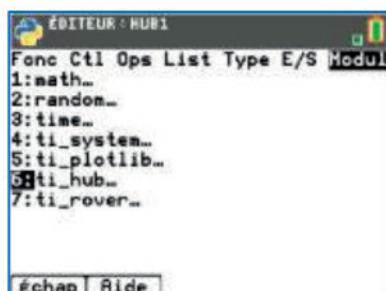 ÉDITEUR : HUB1
Fonc Ctl Ops List Type E/S Modul
1:math…
2:random…
3:time…
4:ti_system…
5:ti_plotlib…
6:ti_hub…
7:ti_rover…
Échap Aide